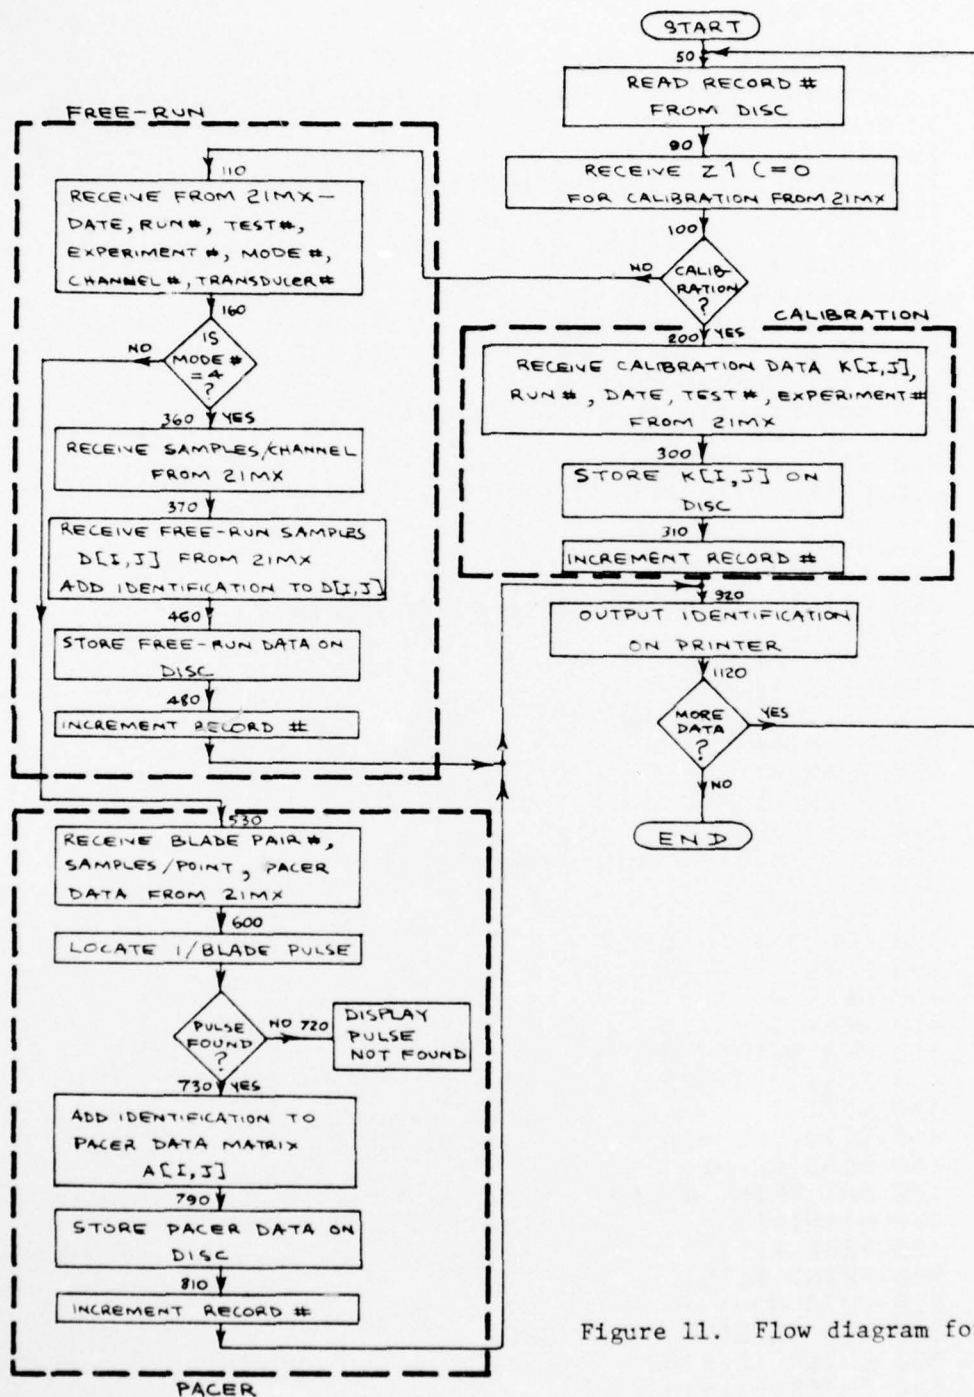 START
50
READ RECORD #
FROM DISC
90
RECEIVE Z1 (=0
FOR CALIBRATION FROM 21MX
100
CALIB-
RATION
?
NO
YES
CALIBRATION
200
RECEIVE CALIBRATION DATA K[I,J],
RUN#, DATE, TEST#, EXPERIMENT#
FROM 21MX
300
STORE K[I,J] ON
DISC
310
INCREMENT RECORD #
920
OUTPUT IDENTIFICATION
ON PRINTER
1120
MORE
DATA
?
YES
NO
END
FREE-RUN
110
RECEIVE FROM 21MX-
DATE, RUN#, TEST#,
EXPERIMENT #, MODE #,
CHANNEL #, TRANSDUCER#
160
IS
MODE #
= 4
?
NO
360 YES
RECEIVE SAMPLES/CHANNEL
FROM 21MX
370
RECEIVE FREE-RUN SAMPLES
D[I,J] FROM 21MX
ADD IDENTIFICATION TO D[I,J]
460
STORE FREE-RUN DATA ON
DISC
480
INCREMENT RECORD #
530
RECEIVE BLADE PAIR #,
SAMPLES/POINT, PACER
DATA FROM 21MX
600
LOCATE 1/BLADE PULSE
PULSE
FOUND
?
NO 720
DISPLAY
PULSE
NOT FOUND
730 YES
ADD IDENTIFICATION TO
PACER DATA MATRIX
A[I,J]
790
STORE PACER DATA ON
DISC
810
INCREMENT RECORD #
PACER
Figure 11. Flow diagram fo